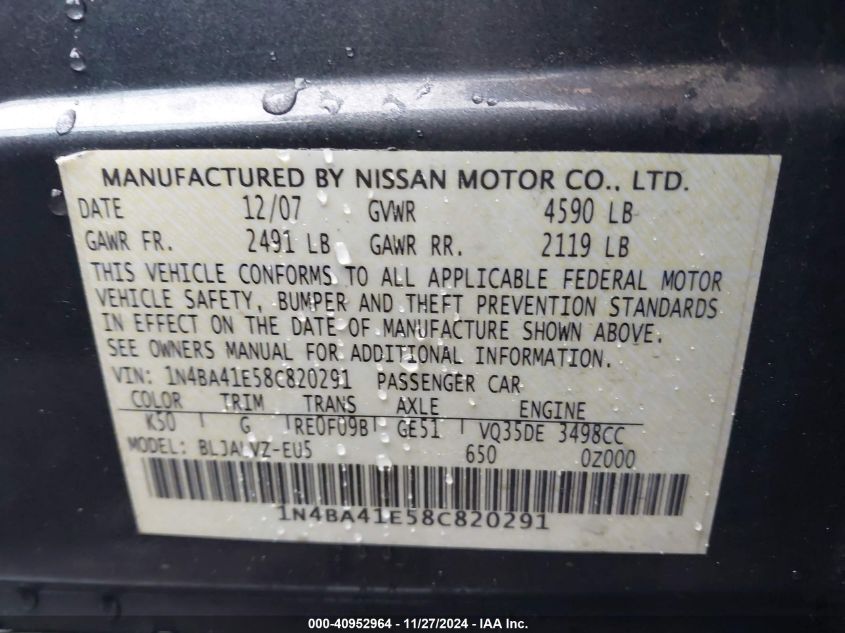 MANUFACTURED BY NISSAN MOTOR CO., LTD.
DATE 12/07 GVWR 4590 LB
GAWR FR. 2491 LB GAWR RR. 2119 LB
THIS VEHICLE CONFORMS TO ALL APPLICABLE FEDERAL MOTOR
VEHICLE SAFETY, BUMPER AND THEFT PREVENTION STANDARDS
IN EFFECT ON THE DATE OF MANUFACTURE SHOWN ABOVE.
SEE OWNERS MANUAL FOR ADDITIONAL INFORMATION.
VIN: 1N4BA41E58C820291 PASSENGER CAR
COLOR TRIM TRANS AXLE ENGINE
K50 G RE0F09B GE51 VQ35DE 3498CC
MODEL: BLJALVZ-EU5 650 0Z000
1N4BA41E58C820291
000-40952964 - 11/27/2024 - IAA Inc.